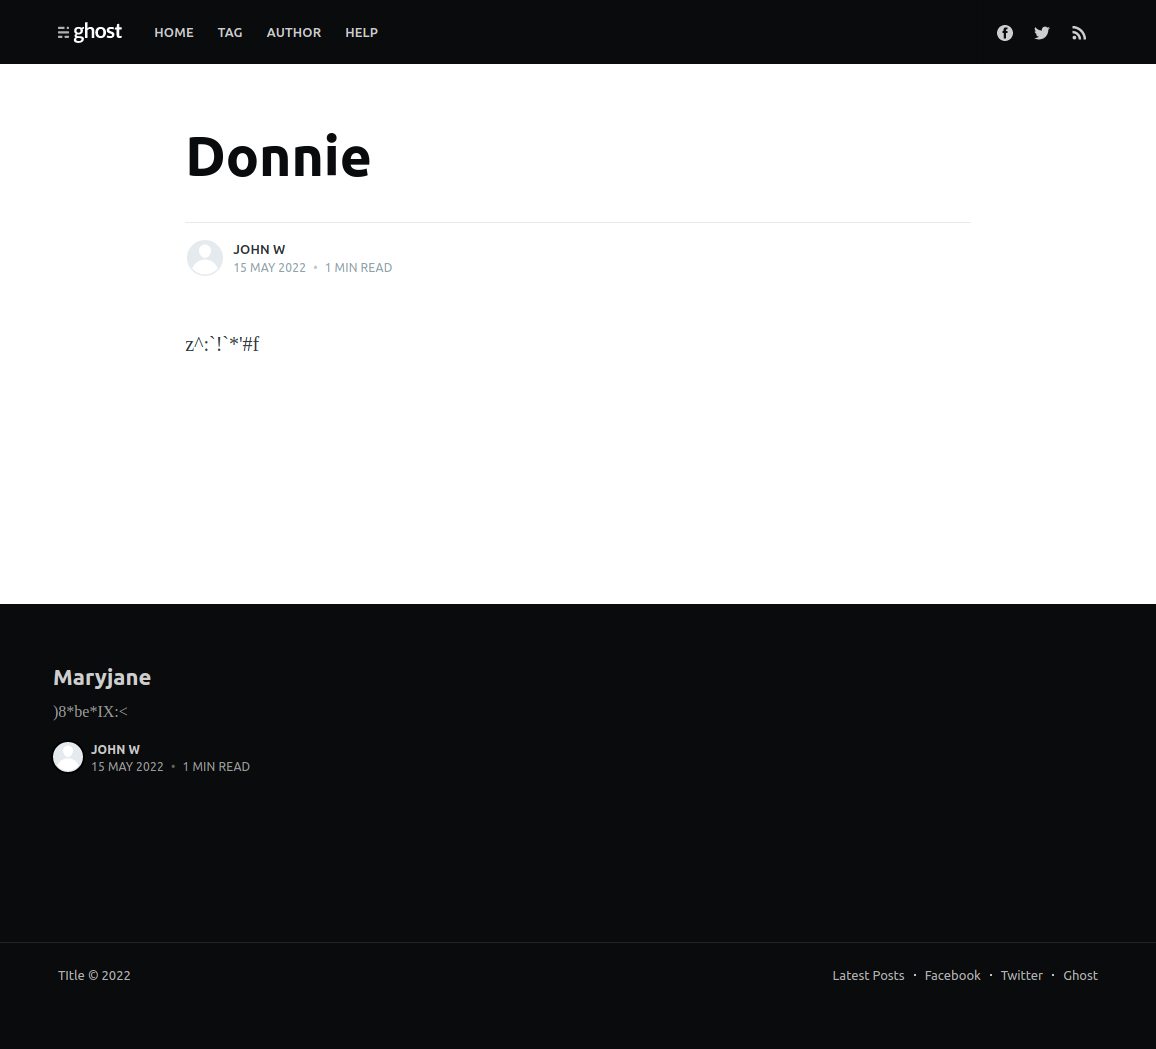 ghost HOME TAG AUTHOR HELP
Donnie
JOHN W
15 MAY 2022 • 1 MIN READ
z^:`!`*'#f
Maryjane
)8*be*IX:<
JOHN W
15 MAY 2022 • 1 MIN READ
TItle © 2022
Latest Posts • Facebook • Twitter • Ghost